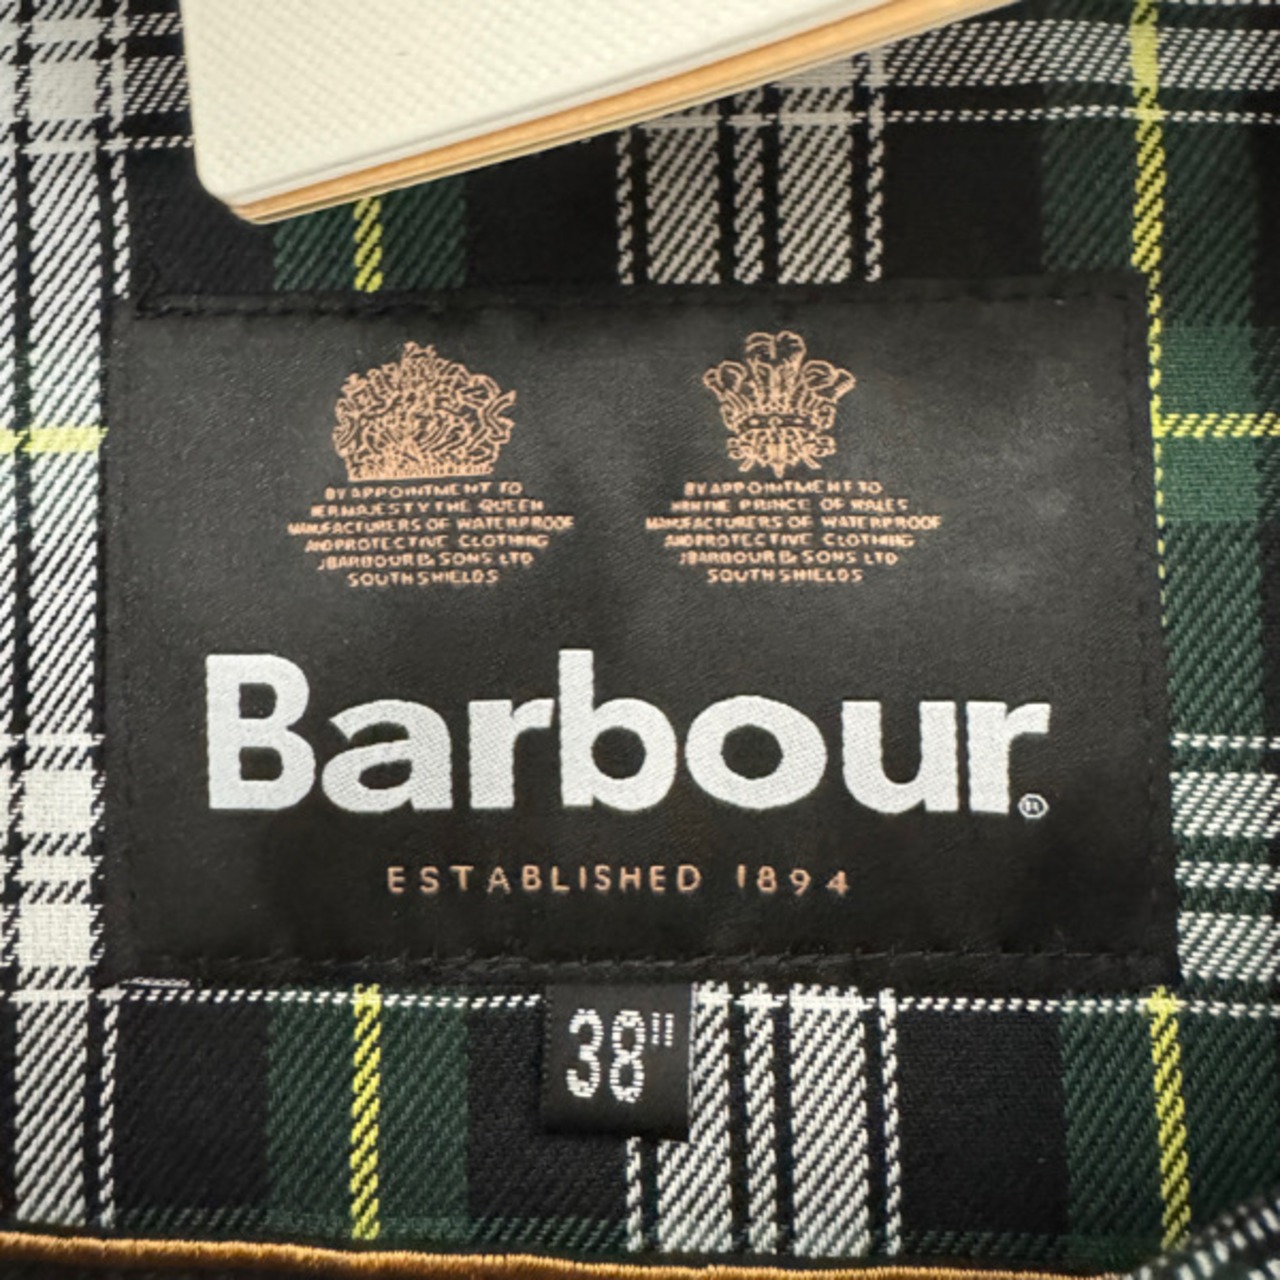 BY APPOINTMENT TO
HER MAJESTY THE QUEEN
MANUFACTURERS OF WATERPROOF
AND PROTECTIVE CLOTHING
J BARBOUR & SONS LTD
SOUTH SHIELDS
BY APPOINTMENT TO
HRH THE PRINCE OF WALES
MANUFACTURERS OF WATERPROOF
AND PROTECTIVE CLOTHING
J BARBOUR & SONS LTD
SOUTH SHIELDS
Barbour®
ESTABLISHED 1894
38"